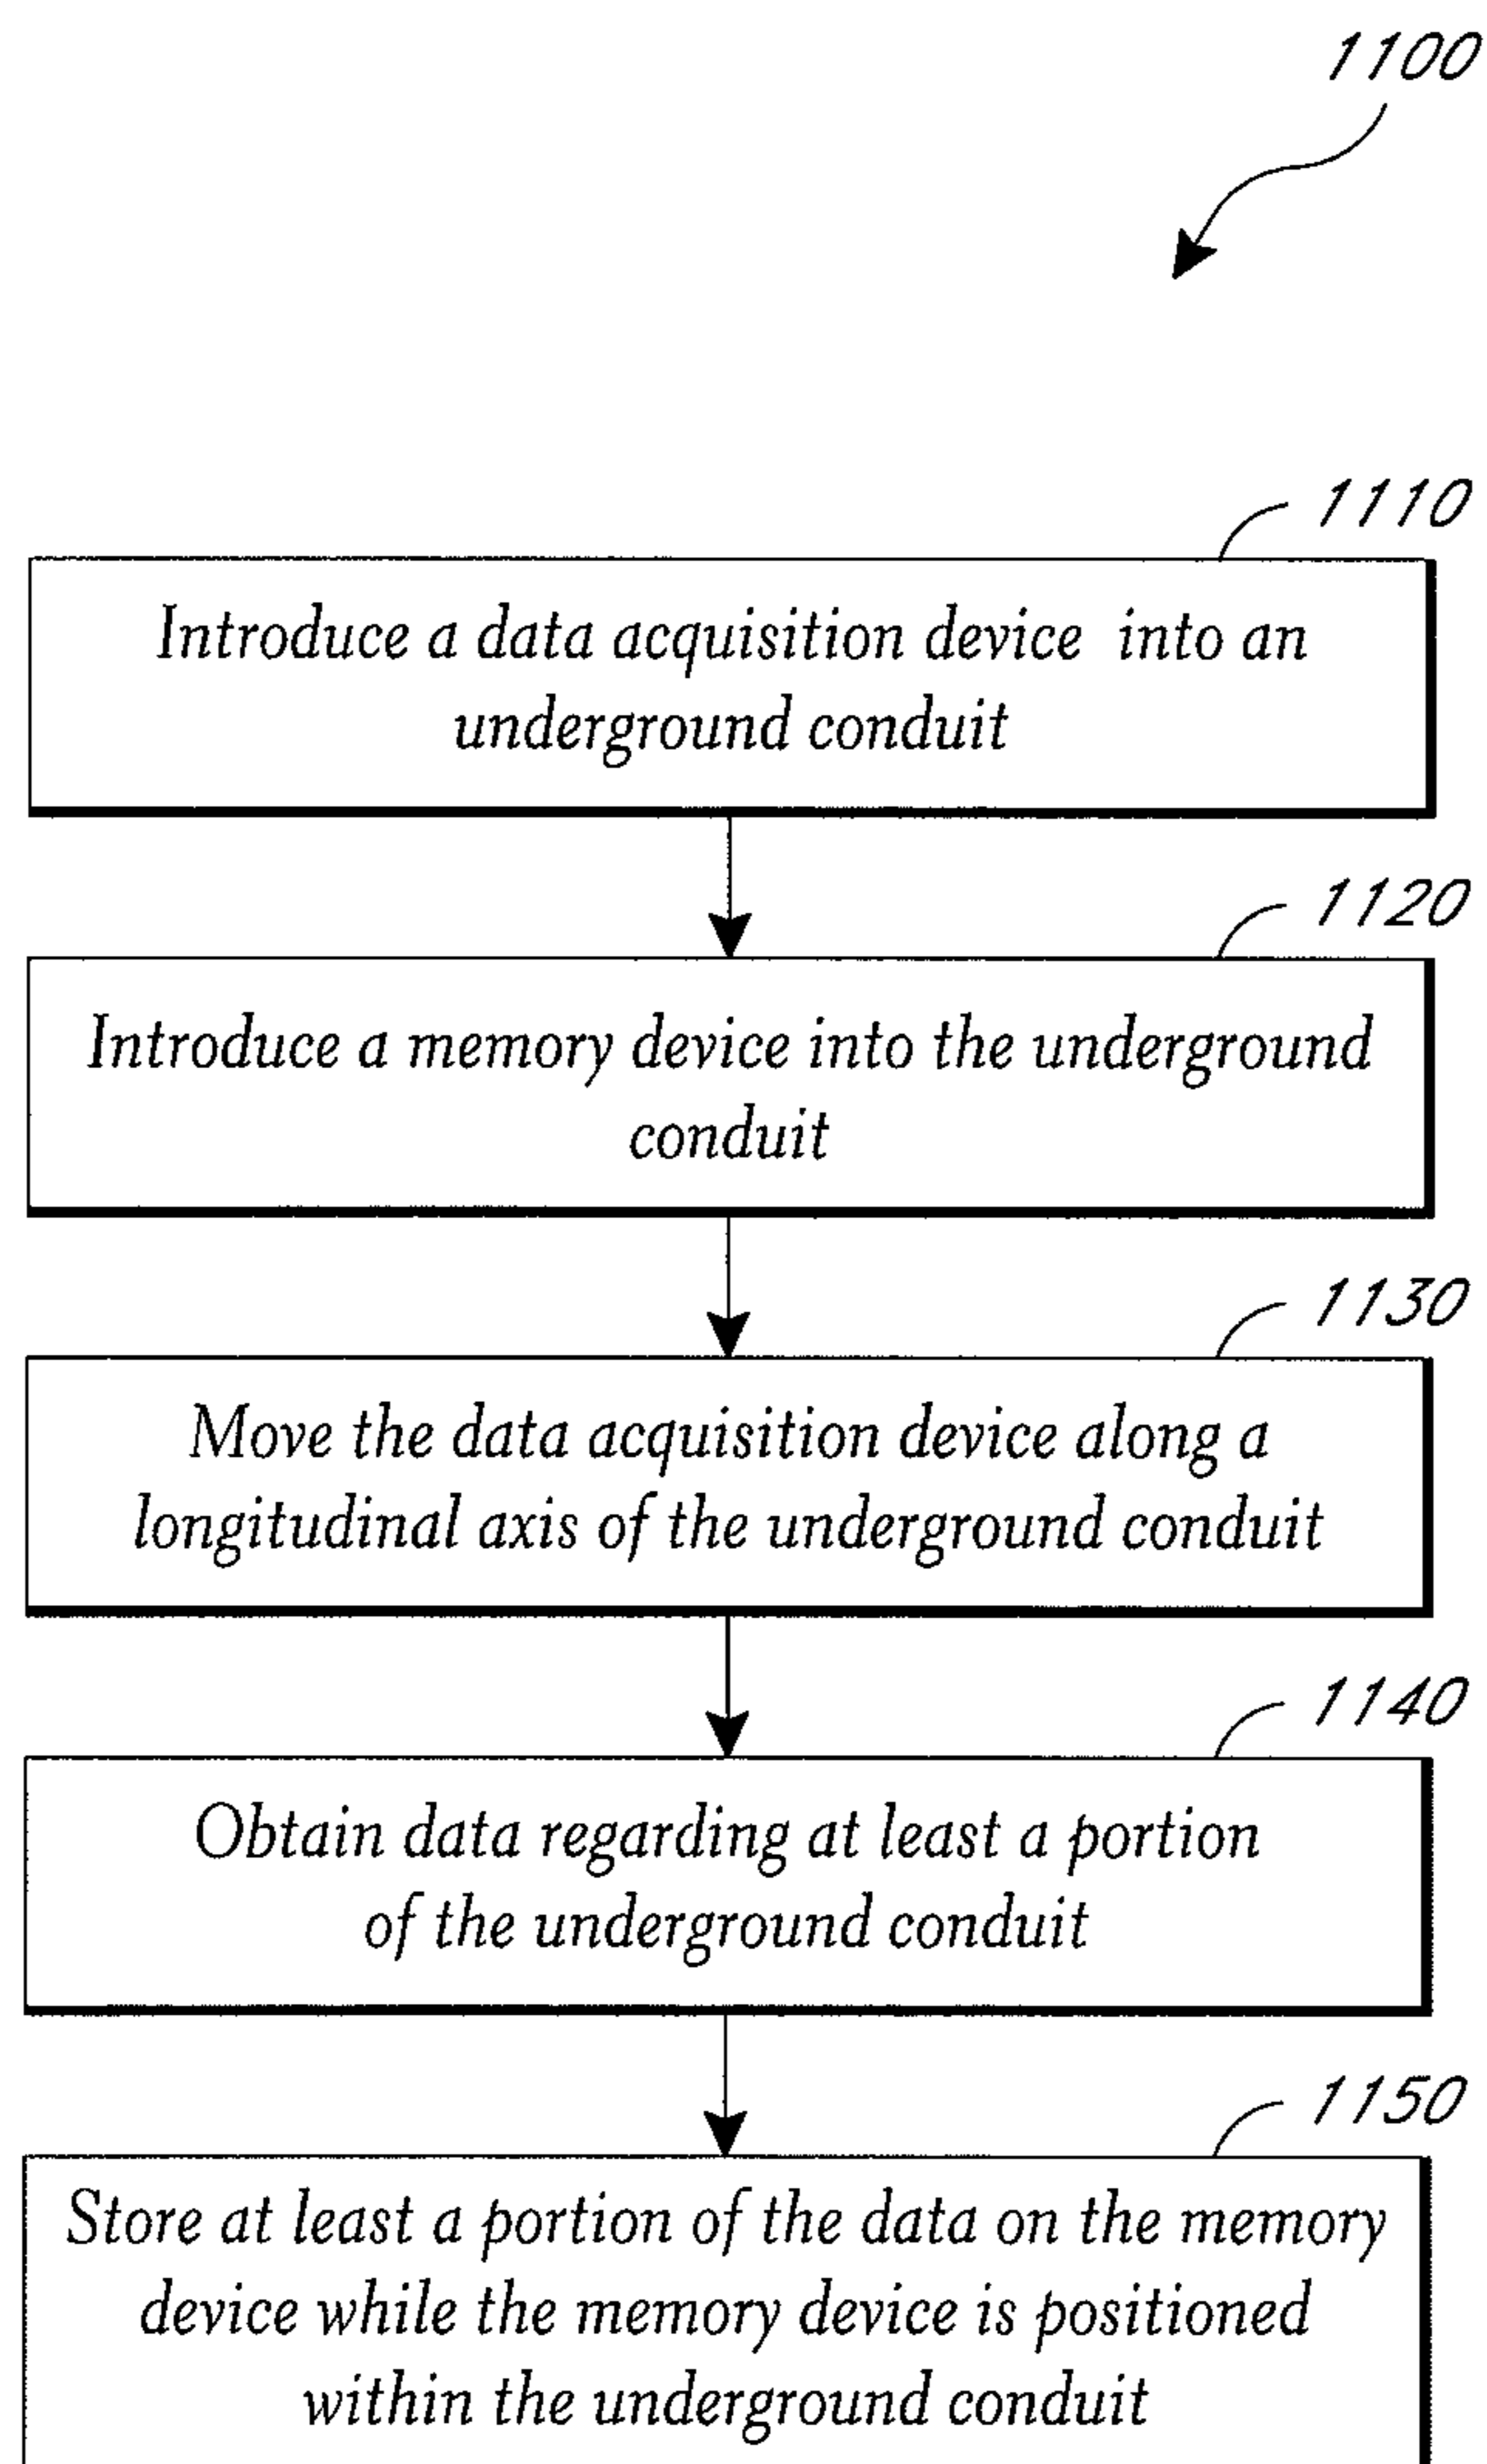 1100
1110
Introduce a data acquisition device into an
underground conduit
1120
Introduce a memory device into the underground
conduit
1130
Move the data acquisition device along a
longitudinal axis of the underground conduit
1140
Obtain data regarding at least a portion
of the underground conduit
1150
Store at least a portion of the data on the memory
device while the memory device is positioned
within the underground conduit